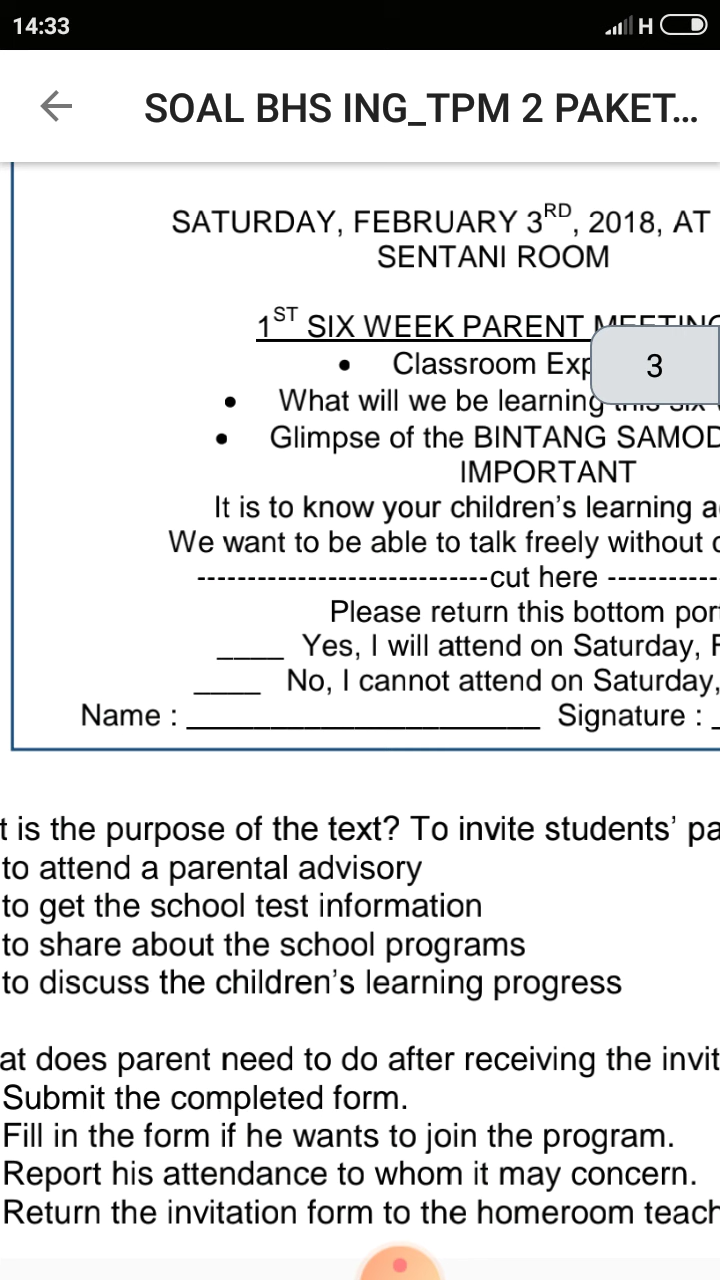 14:33
H
SOAL BHS ING_TPM 2 PAKET...
SATURDAY, FEBRUARY 3RD, 2018, AT
SENTANI ROOM
1ST SIX WEEK PARENT MEETING
• Classroom
3
• What will we be learning this six
• Glimpse of the BINTANG
IMPORTANT
It is to know your children's learning
We want to be able to talk freely without
-----------------------------cut here -----------
Please return this bottom
____ Yes, I will attend on Saturday,
____ No, I cannot attend on Saturday,
Name : _____________________ Signature : _
is the purpose of the text? To invite students'
to attend a parental advisory
to get the school test information
to share about the school programs
to discuss the children's learning progress
does parent need to do after receiving the
Submit the completed form.
Fill in the form if he wants to join the program.
Report his attendance to whom it may concern.
Return the invitation form to the homeroom